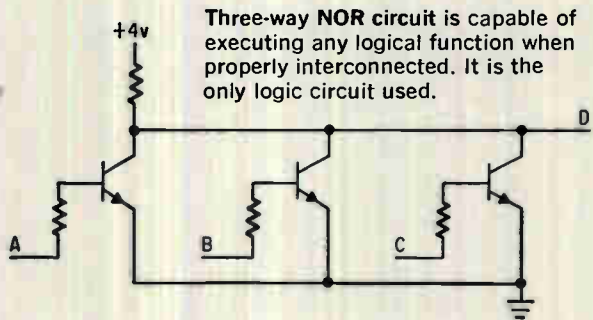 Three-way NOR circuit is capable of
executing any logical function when
properly interconnected. It is the
only logic circuit used.
+4v
D
A
B
C